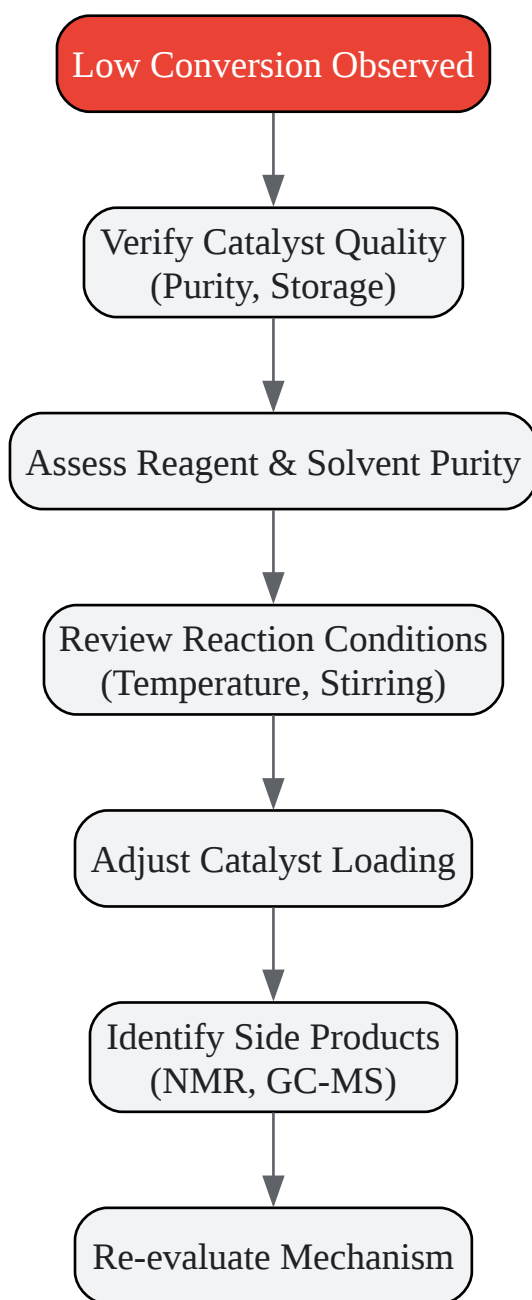 Low Conversion Observed
Verify Catalyst Quality
(Purity, Storage)
Assess Reagent & Solvent Purity
Review Reaction Conditions
(Temperature, Stirring)
Adjust Catalyst Loading
Identify Side Products
(NMR, GC-MS)
Re-evaluate Mechanism